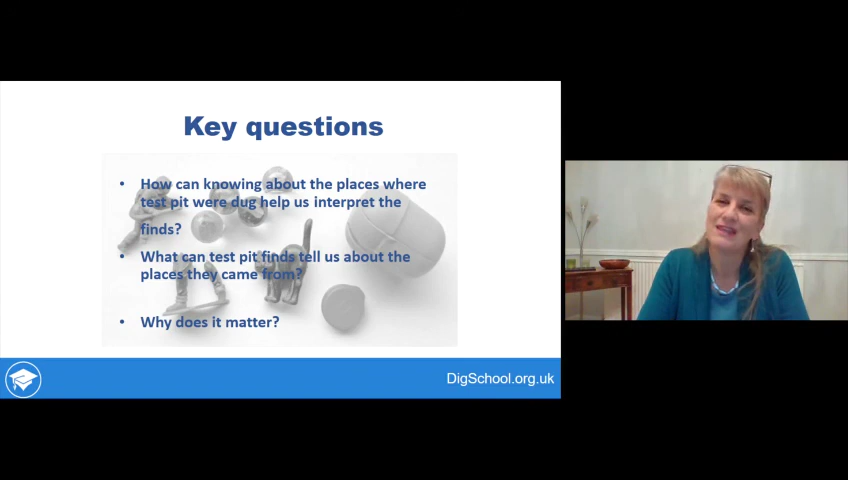 Key questions
• How can knowing about the places where
test pit were dug help us interpret the
finds?
• What can test pit finds tell us about the
places they came from?
• Why does it matter?
DigSchool.org.uk